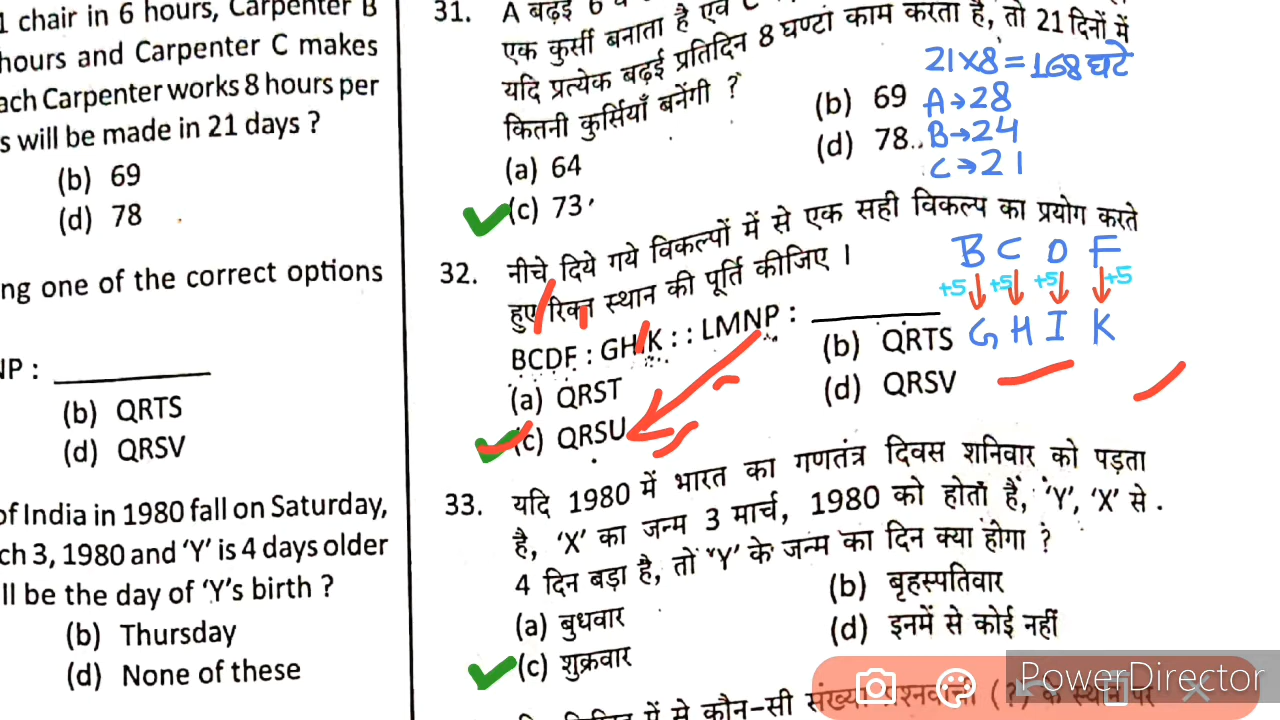 1 chair in 6 hours, Carpenter B
hours and Carpenter C makes
ach Carpenter works 8 hours per
s will be made in 21 days ?
(b) 69
(d) 78
ng one of the correct options
NP : ____________
(b) QRTS
(d) QRSV
of India in 1980 fall on Saturday,
ch 3, 1980 and ‘Y’ is 4 days older
ll be the day of ‘Y’s birth ?
(b) Thursday
(d) None of these
31. A बढ़ई 6
एक कुर्सी बनाता है एवं C
यदि प्रत्येक बढ़ई प्रतिदिन 8 घण्टों काम करता है, तो 21 दिनों में
कितनी कुर्सियाँ बनेंगी ?
(a) 64
(b) 69
(c) 73
(d) 78
21×8=168 घंटे
A→28
B→24
C→21
32. नीचे दिये गये विकल्पों में से एक सही विकल्प का प्रयोग करते
हुए रिक्त स्थान की पूर्ति कीजिए ।
BCDF : GHIK : : LMNP : ____________
(a) QRST
(b) QRTS
(c) QRSU
(d) QRSV
B C D F
+5 +5 +5 +5
G H I K
33. यदि 1980 में भारत का गणतंत्र दिवस शनिवार को पड़ता
है, ‘X’ का जन्म 3 मार्च, 1980 को होता है, ‘Y’, ‘X’ से
4 दिन बड़ा है, तो ‘Y’ के जन्म का दिन क्या होगा ?
(a) बुधवार
(b) बृहस्पतिवार
(c) शुक्रवार
(d) इनमें से कोई नहीं
में से कौन-सी संख्या प्रश्नवाची (?) के स्थान पर
PowerDirector